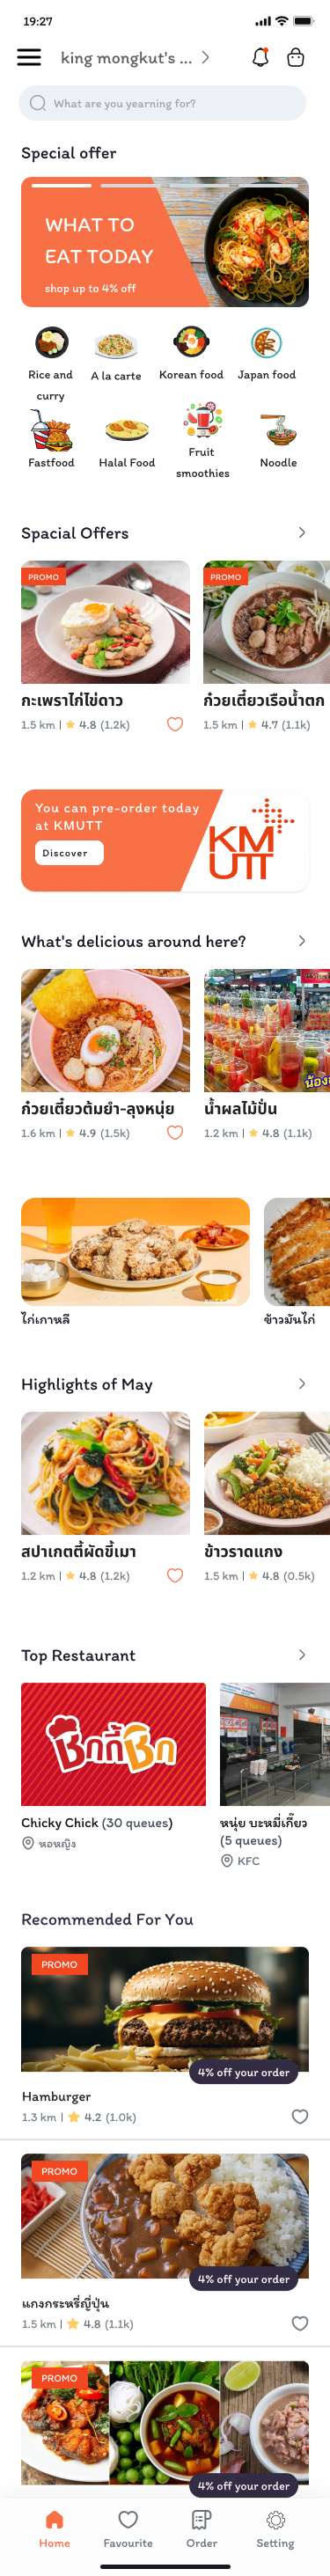 19:27
king mongkut's ...
What are you yearning for?
Special offer
WHAT TO
EAT TODAY
shop up to 4% off
Rice and
curry
A la carte
Korean food
Japan food
Fastfood
Halal Food
Fruit
smoothies
Noodle
Spacial Offers
PROMO
PROMO
กะเพราไก่ไข่ดาว
1.5 km | 4.8 (1.2k)
ก๋วยเตี๋ยวเรือน้ำตก
1.5 km | 4.7 (1.1k)
You can pre-order today
at KMUTT
Discover
KM
UTT
What's delicious around here?
ก๋วยเตี๋ยวต้มยำ-ลุงหนุ่ย
1.6 km | 4.9 (1.5k)
น้ำผลไม้ปั่น
1.2 km | 4.8 (1.1k)
ไก่เกาหลี
ข้าวมันไก่
Highlights of May
สปาเกตตี้ผัดขี้เมา
1.2 km | 4.8 (1.2k)
ข้าวราดแกง
1.5 km | 4.8 (0.5k)
Top Restaurant
ชิกกี้ชิก
Chicky Chick (30 queues)
หอหญิง
หนุ่ย บะหมี่เกี๊ยว
(5 queues)
KFC
Recommended For You
PROMO
4% off your order
Hamburger
1.3 km | 4.2 (1.0k)
PROMO
4% off your order
แกงกระหรี่ญี่ปุ่น
1.5 km | 4.8 (1.1k)
PROMO
4% off your order
Home
Favourite
Order
Setting